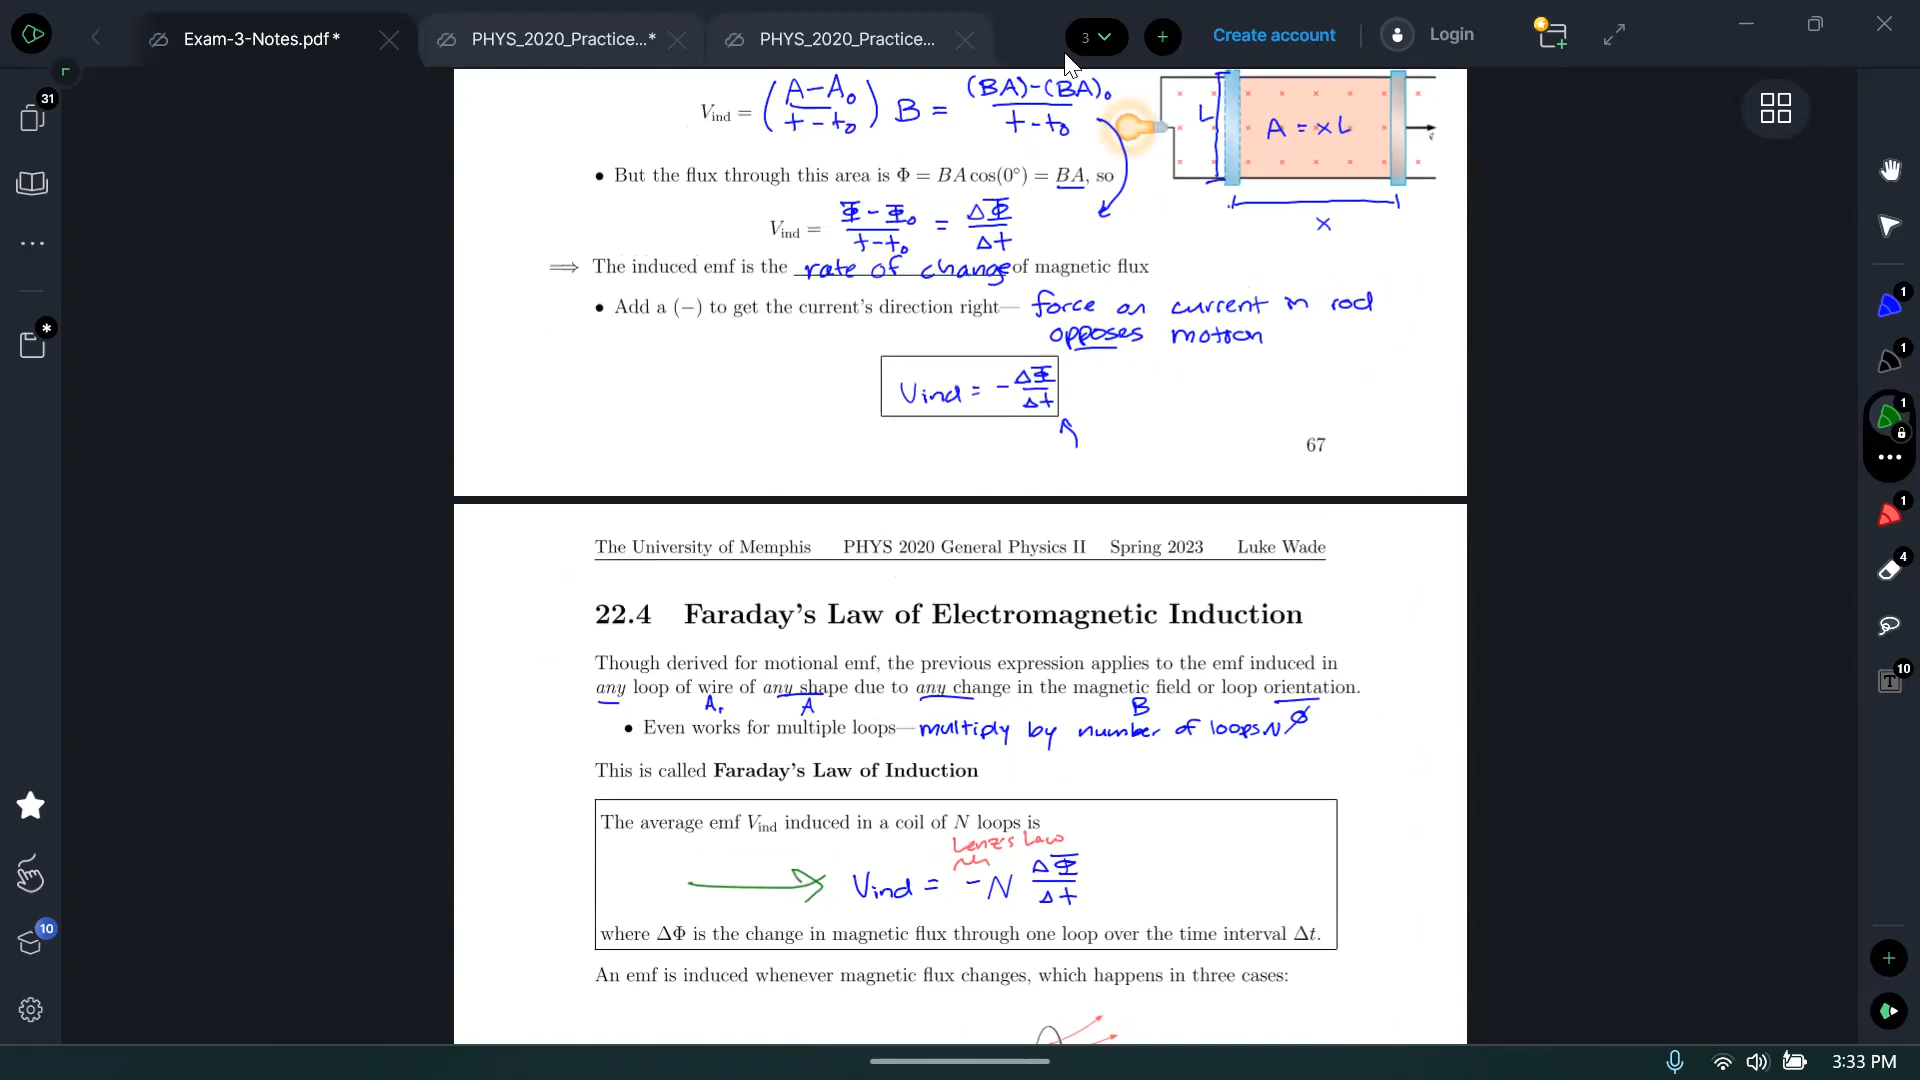 Exam-3-Notes.pdf*
PHYS_2020_Practice...*
PHYS_2020_Practice...
3
Create account
Login
31
V_ind = ((A - A₀)/(t - t₀)) B = ((BA) - (BA)₀)/(t - t₀)
L
A = xL
x
• But the flux through this area is Φ = BA cos(0°) = BA, so
V_ind = (Φ - Φ₀)/(t - t₀) = ΔΦ/Δt
⟹ The induced emf is the rate of change of magnetic flux
• Add a (−) to get the current's direction right— force on current in rod
opposes motion
V_ind = - ΔΦ/Δt
67
The University of Memphis PHYS 2020 General Physics II Spring 2023 Luke Wade
22.4 Faraday's Law of Electromagnetic Induction
Though derived for motional emf, the previous expression applies to the emf induced in
any loop of wire of any shape due to any change in the magnetic field or loop orientation.
A
B
ϕ
• Even works for multiple loops— multiply by number of loops N
This is called Faraday's Law of Induction
The average emf V_ind induced in a coil of N loops is
Lenz's Law
V_ind = - N ΔΦ/Δt
where ΔΦ is the change in magnetic flux through one loop over the time interval Δt.
An emf is induced whenever magnetic flux changes, which happens in three cases:
1
1
1
1
4
10
10
3:33 PM